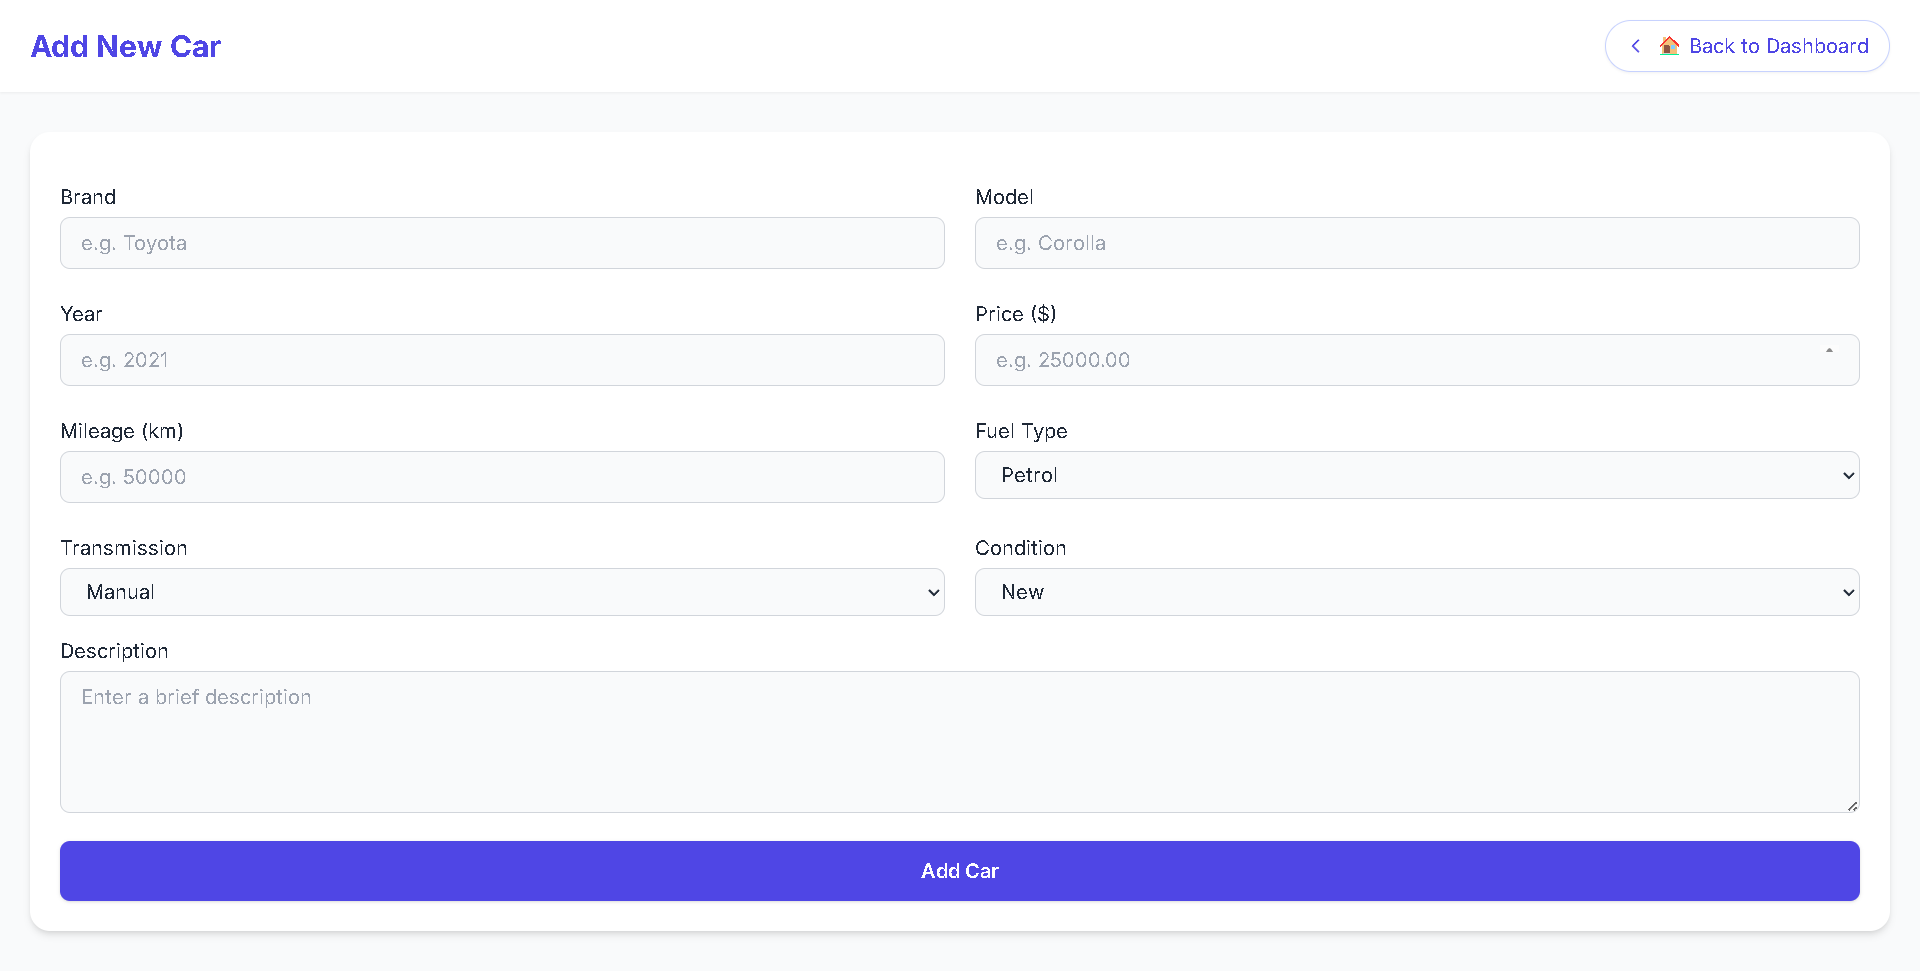 Add New Car
🏠 Back to Dashboard
Brand
Model
e.g. Toyota
e.g. Corolla
Year
Price ($)
e.g. 2021
e.g. 25000.00
Mileage (km)
Fuel Type
e.g. 50000
Petrol
Transmission
Condition
Manual
New
Description
Enter a brief description
Add Car